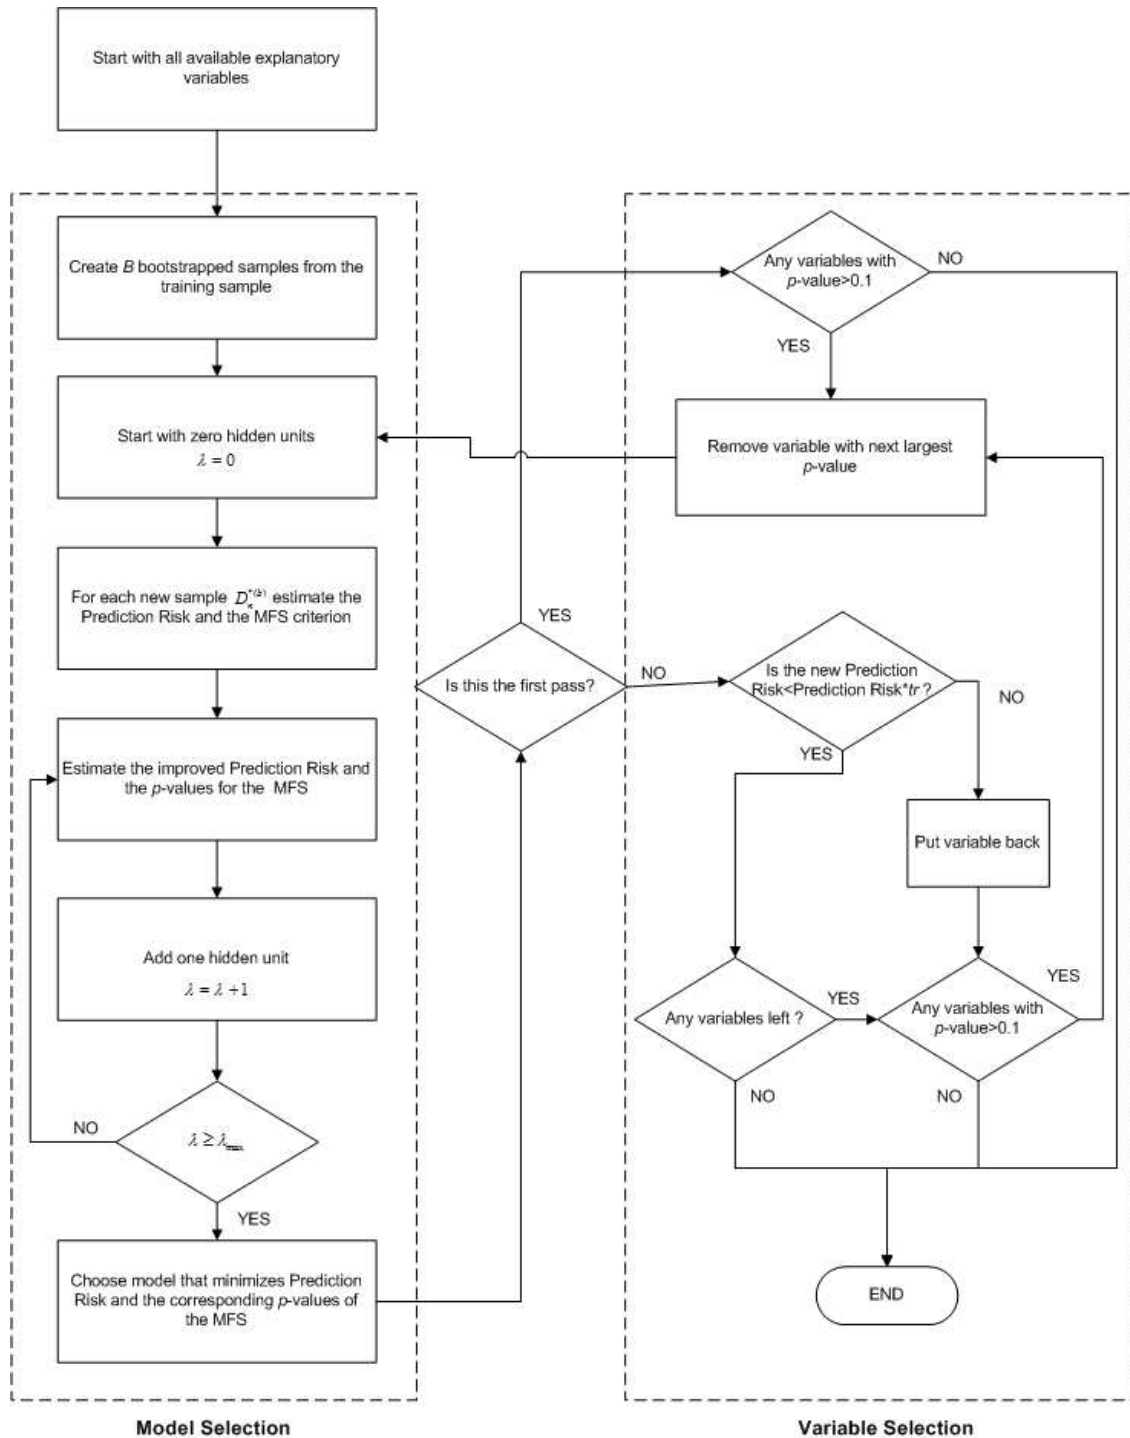 Start with all available explanatory
variables
Create B bootstrapped samples from the
training sample
Start with zero hidden units
λ = 0
For each new sample D_n^{*(b)} estimate the
Prediction Risk and the MFS criterion
Estimate the improved Prediction Risk and
the p-values for the MFS
Add one hidden unit
λ = λ +1
NO
λ ≥ λ_max
YES
Choose model that minimizes Prediction
Risk and the corresponding p-values of
the MFS
Model Selection
YES
Is this the first pass?
NO
Any variables with
p-value>0.1
NO
YES
Remove variable with next largest
p-value
Is the new Prediction
Risk<Prediction Risk*tr ?
NO
YES
Put variable back
Any variables left ?
YES
Any variables with
p-value>0.1
YES
NO
NO
END
Variable Selection